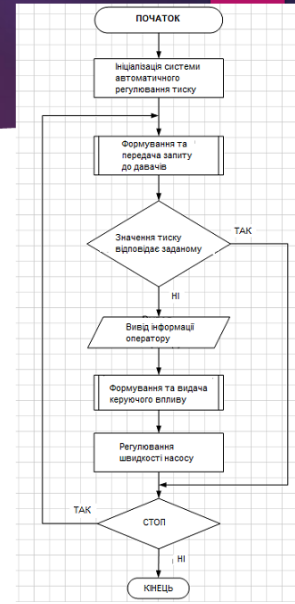 ПОЧАТОК
Ініціалізація системи
автоматичного
регулювання тиску
Формування та
передача запиту
до давачів
Значення тиску
відповідає заданому
ТАК
НІ
Вивід інформації
оператору
Формування та видача
керуючого впливу
Регулювання
швидкості насосу
ТАК
СТОП
НІ
КІНЕЦЬ